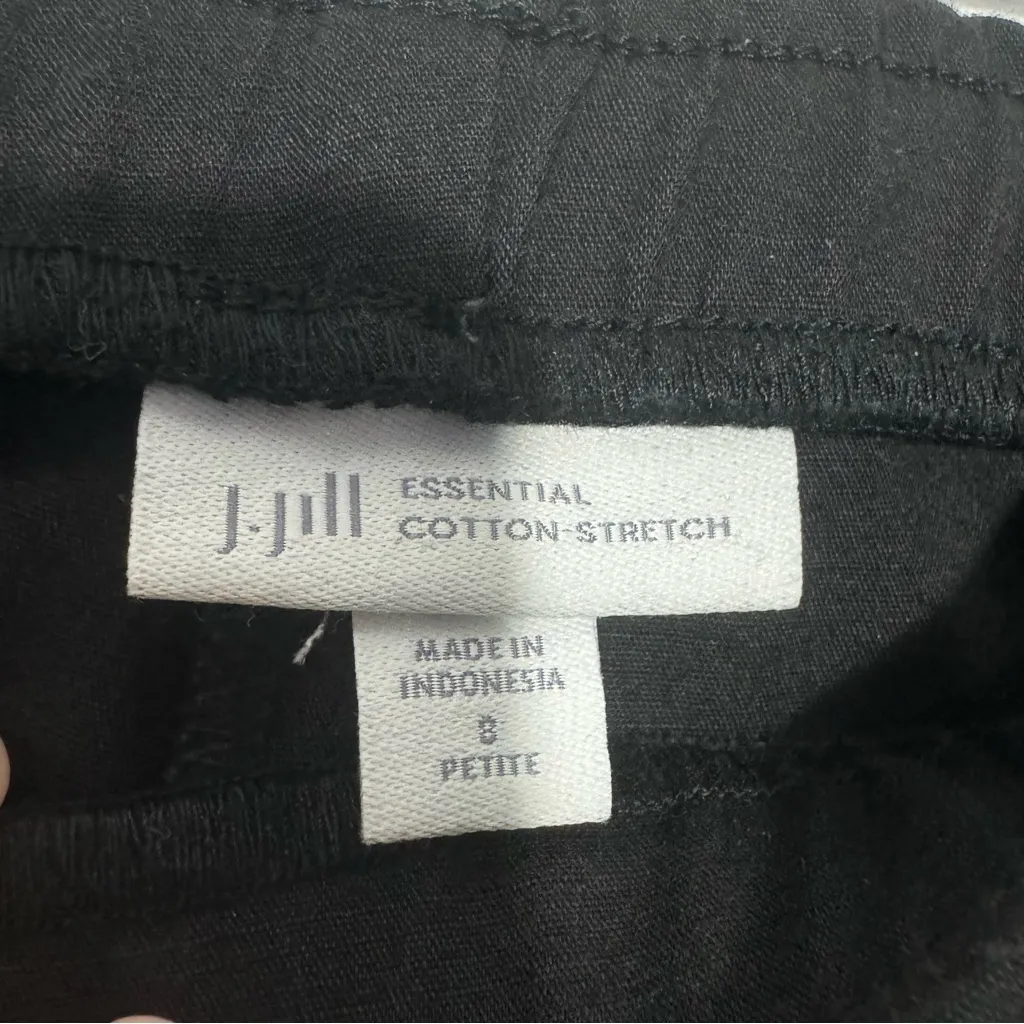 J.Jill
ESSENTIAL
COTTON-STRETCH
MADE IN
INDONESIA
8
PETITE